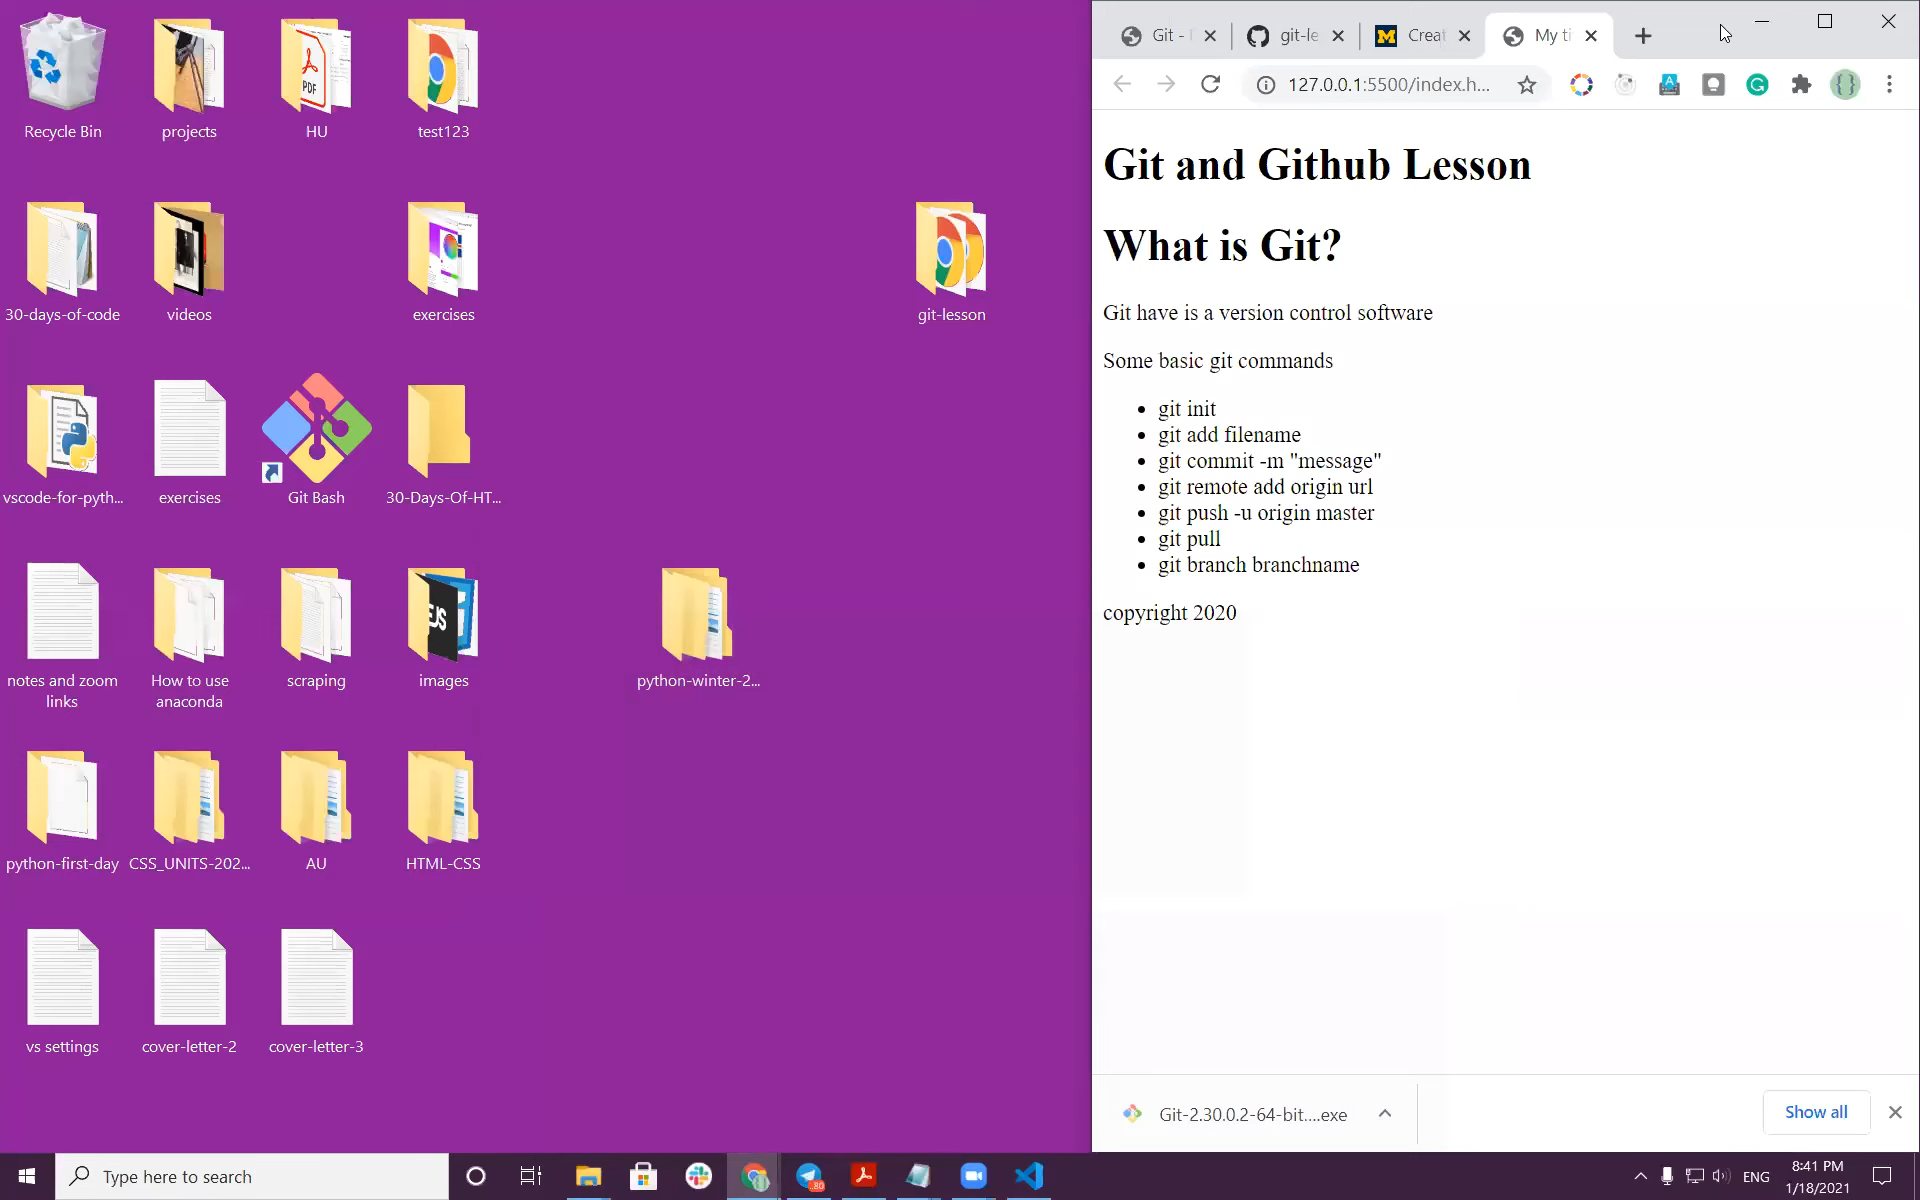 Recycle Bin
projects
HU
test123
30-days-of-code
videos
exercises
git-lesson
vscode-for-pyth...
exercises
Git Bash
30-Days-Of-HT...
notes and zoom
links
How to use
anaconda
scraping
images
python-winter-2...
python-first-day
CSS_UNITS-202...
AU
HTML-CSS
vs settings
cover-letter-2
cover-letter-3
PDF
EJS
Git -
git-le
Creat
My ti
127.0.0.1:5500/index.h...
Git and Github Lesson
What is Git?
Git have is a version control software
Some basic git commands
git init
git add filename
git commit -m "message"
git remote add origin url
git push -u origin master
git pull
git branch branchname
copyright 2020
Git-2.30.0.2-64-bit....exe
Show all
Type here to search
80
ENG
8:41 PM
1/18/2021